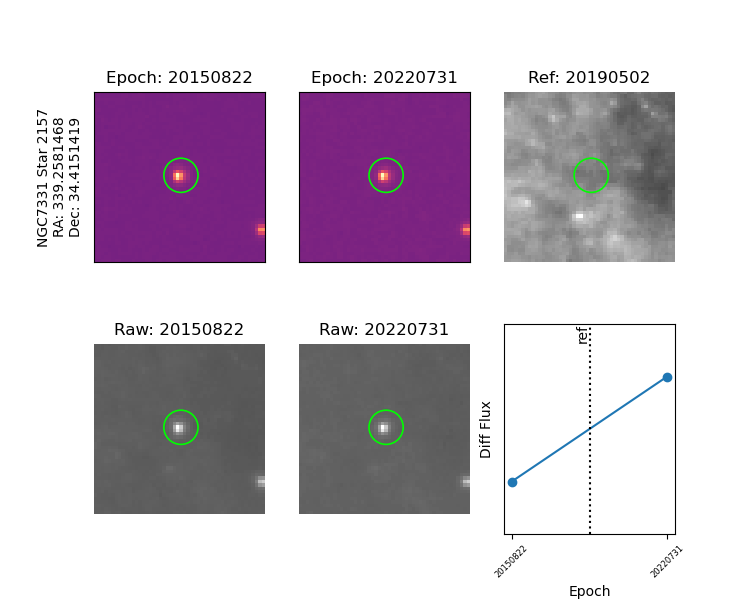 NGC7331 Star 2157
RA: 339.2581468
Dec: 34.4151419
Epoch: 20150822
Epoch: 20220731
Ref: 20190502
Raw: 20150822
Raw: 20220731
ref
Diff Flux
20150822
20220731
Epoch